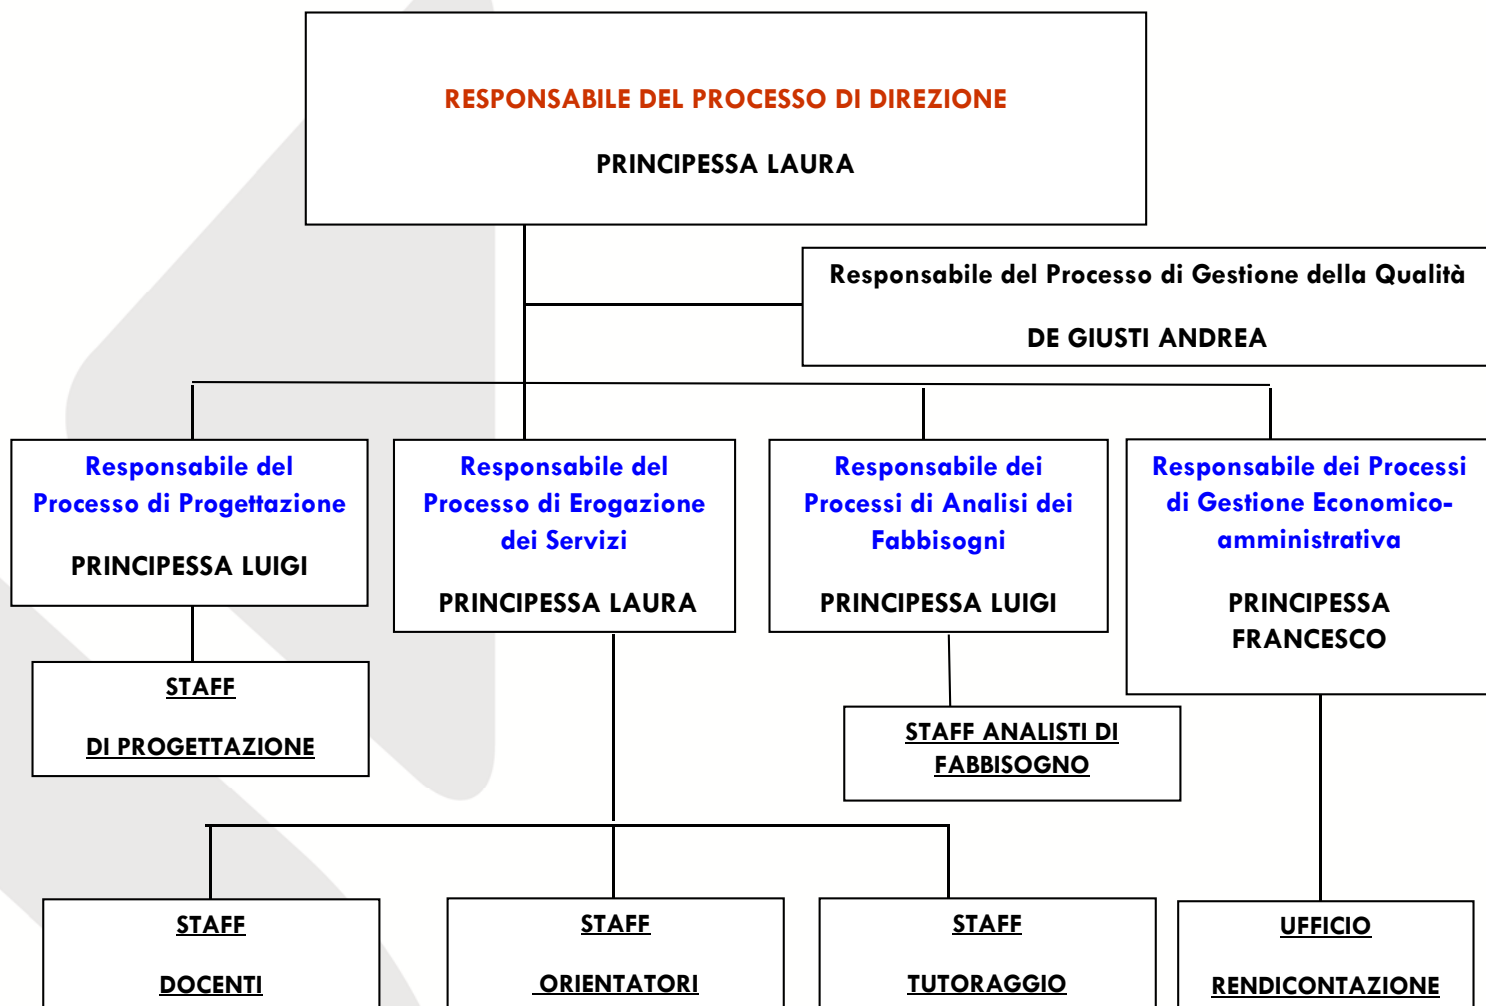 RESPONSABILE DEL PROCESSO DI DIREZIONE
PRINCIPESSA LAURA
Responsabile del Processo di Gestione della Qualità
DE GIUSTI ANDREA
Responsabile del
Processo di Progettazione
PRINCIPESSA LUIGI
Responsabile del
Processo di Erogazione
dei Servizi
PRINCIPESSA LAURA
Responsabile dei
Processi di Analisi dei
Fabbisogni
PRINCIPESSA LUIGI
Responsabile dei Processi
di Gestione Economico-
amministrativa
PRINCIPESSA
FRANCESCO
STAFF
DI PROGETTAZIONE
STAFF ANALISTI DI
FABBISOGNO
STAFF
DOCENTI
STAFF
ORIENTATORI
STAFF
TUTORAGGIO
UFFICIO
RENDICONTAZIONE